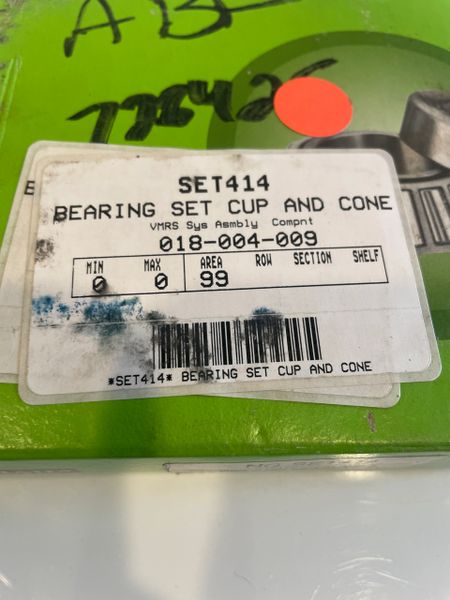 SET414
BEARING SET CUP AND CONE
VMRS Sys Asmbly Compnt
018-004-009
MIN MAX AREA ROW SECTION SHELF
0 0 99
*SET414* BEARING SET CUP AND CONE